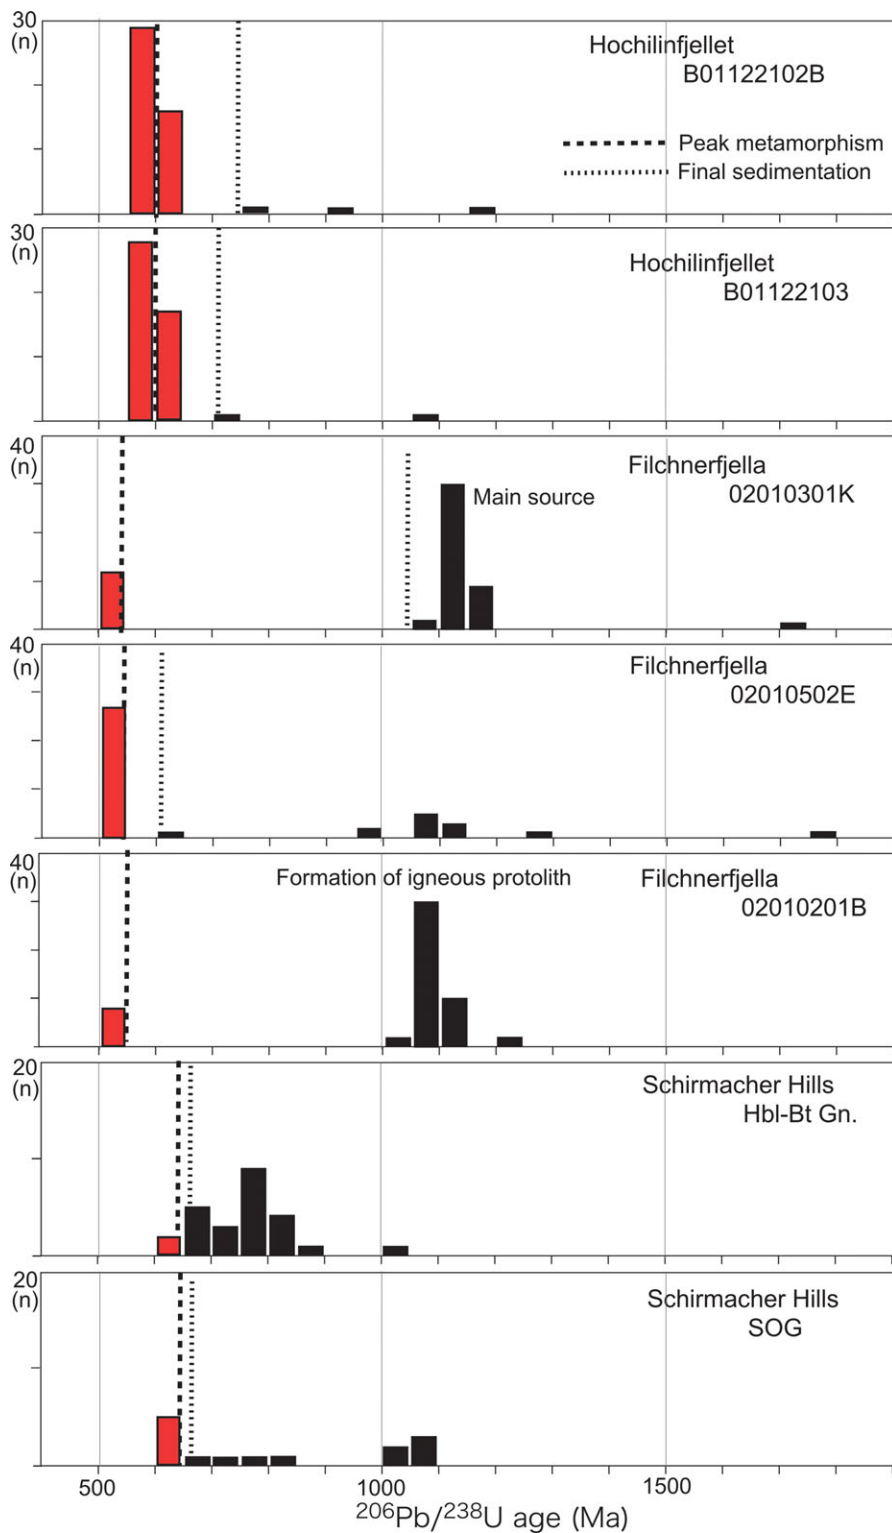 30
(n)
Hochilinfjellet
B01122102B
Peak metamorphism
Final sedimentation
30
(n)
Hochilinfjellet
B01122103
40
(n)
Filchnerfjella
02010301K
Main source
40
(n)
Filchnerfjella
02010502E
40
(n)
Formation of igneous protolith
Filchnerfjella
02010201B
20
(n)
Schirmacher Hills
Hbl-Bt Gn.
20
(n)
Schirmacher Hills
SOG
500 1000 1500
²⁰⁶Pb/²³⁸U age (Ma)